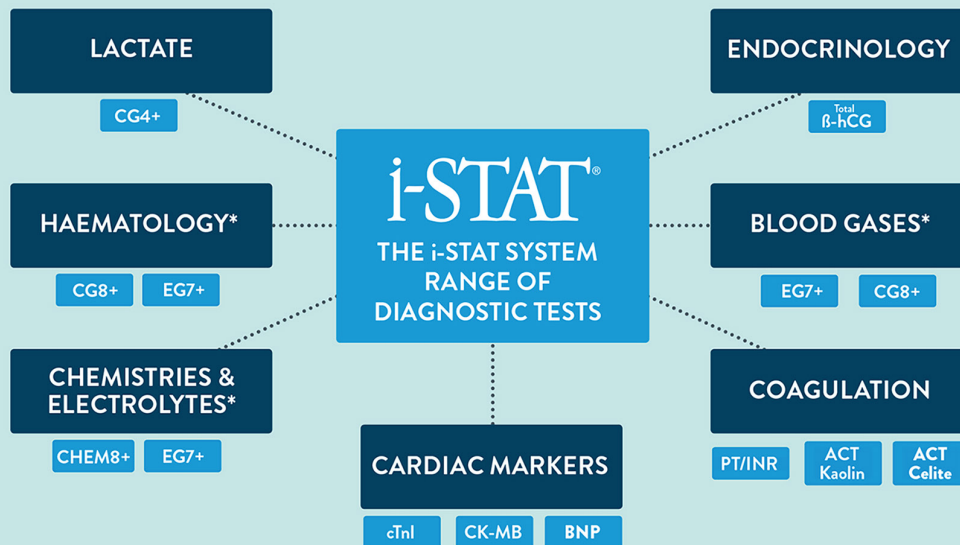 LACTATE
CG4+
ENDOCRINOLOGY
Total
ß-hCG
i-STAT®
THE i-STAT SYSTEM
RANGE OF
DIAGNOSTIC TESTS
HAEMATOLOGY*
CG8+
EG7+
BLOOD GASES*
EG7+
CG8+
CHEMISTRIES &
ELECTROLYTES*
CHEM8+
EG7+
CARDIAC MARKERS
cTnI
CK-MB
BNP
COAGULATION
PT/INR
ACT
Kaolin
ACT
Celite